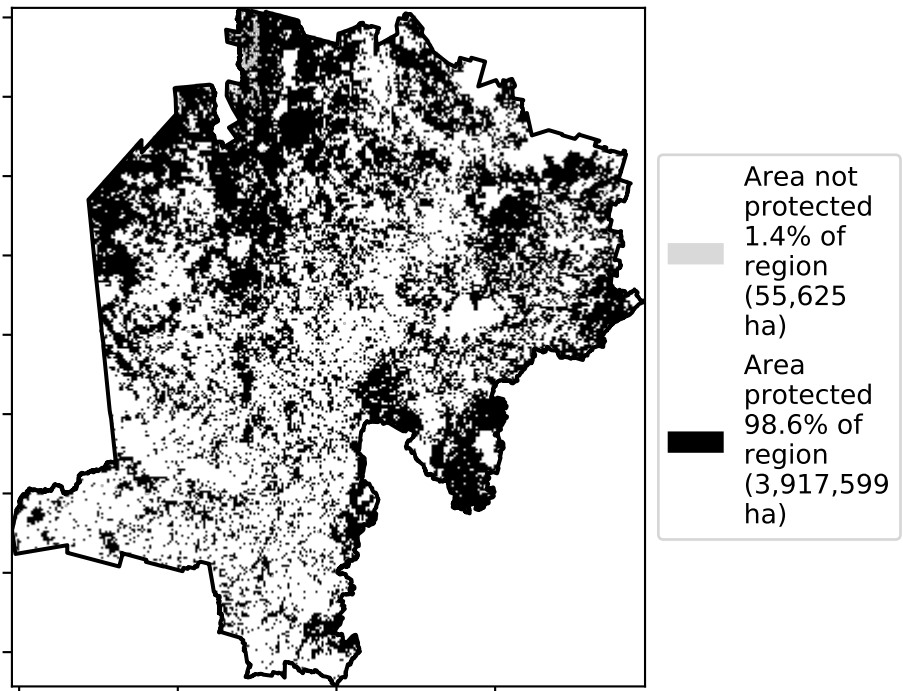 Area not
protected
1.4% of
region
(55,625
ha)
Area
protected
98.6% of
region
(3,917,599
ha)